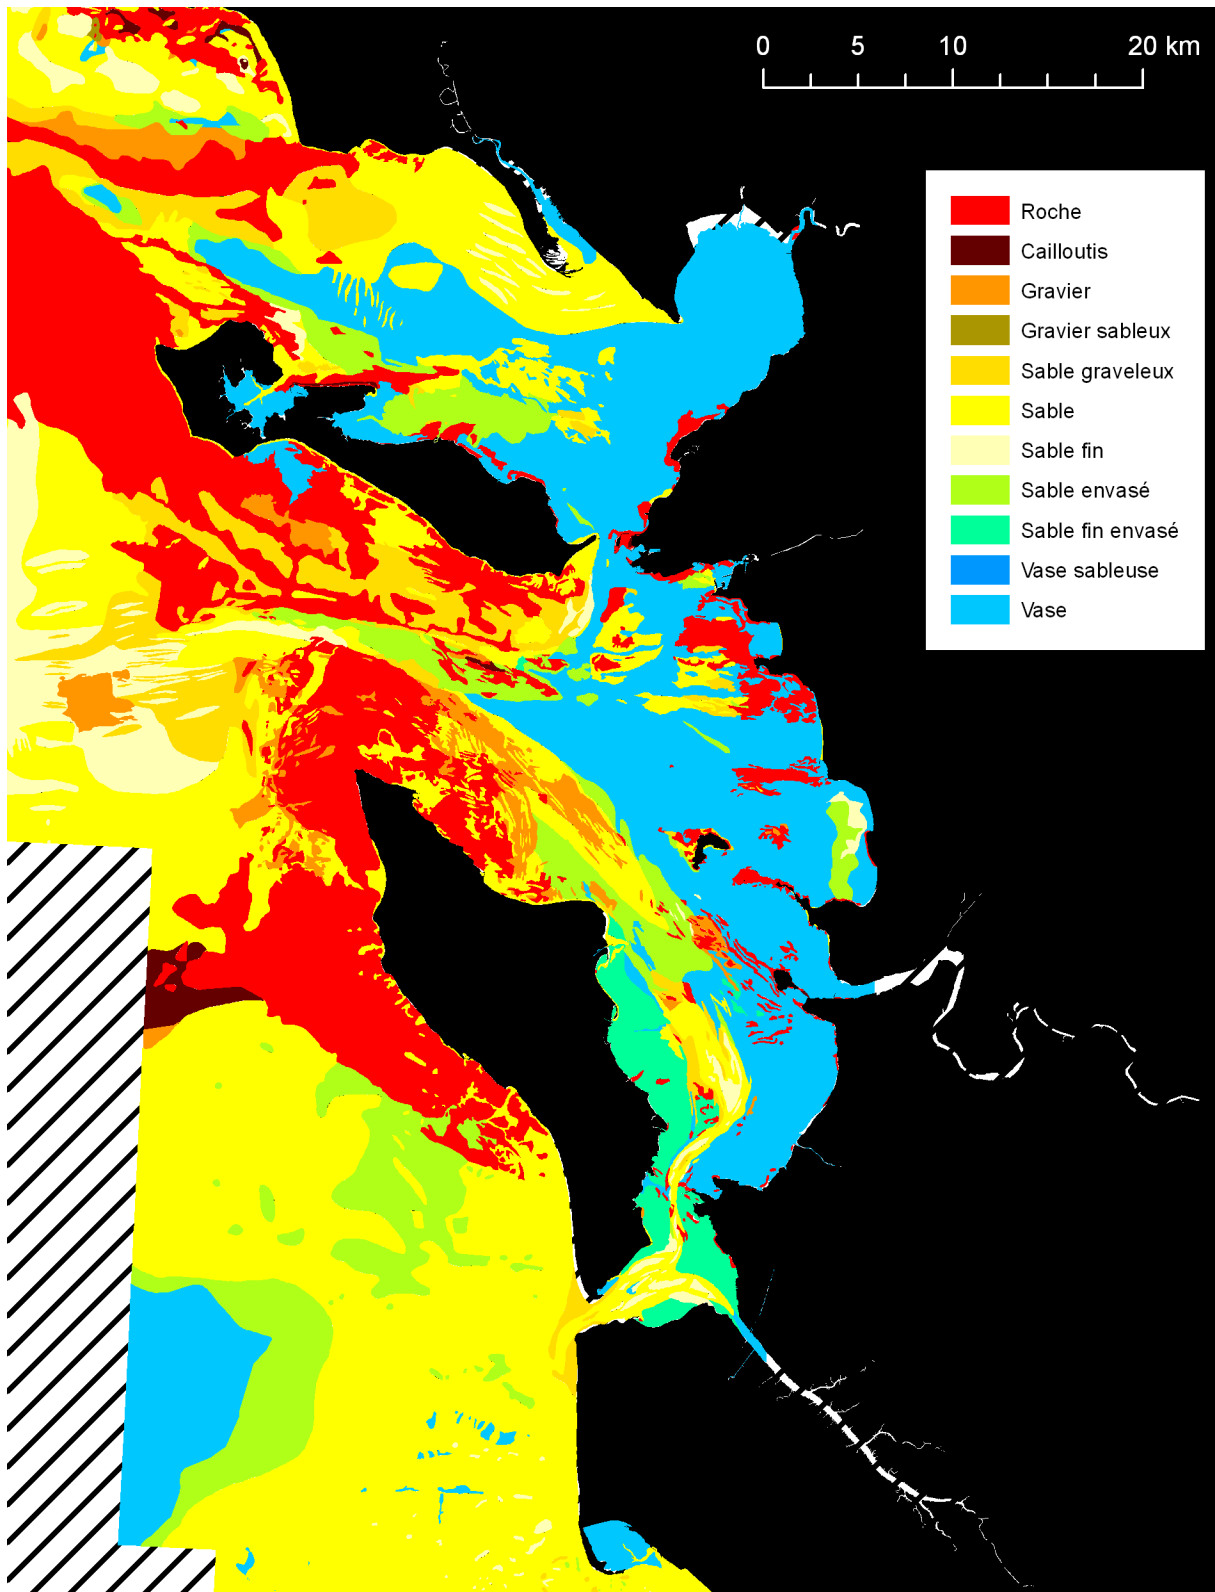 0 5 10 20 km
Roche
Cailloutis
Gravier
Gravier sableux
Sable graveleux
Sable
Sable fin
Sable envasé
Sable fin envasé
Vase sableuse
Vase